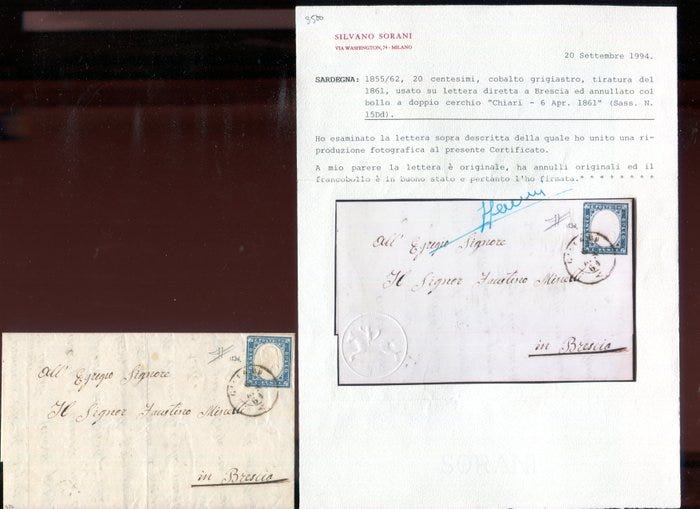 3500
SILVANO SORANI
VIA WASHINGTON, 74 - MILANO
20 Settembre 1994.
SARDEGNA: 1855/62, 20 centesimi, cobalto grigiastro, tiratura del
1861, usato su lettera diretta a Brescia ed annullato col
bollo a doppio cerchio "Chiari - 6 Apr. 1861" (Sass. N.
15Dd).
Ho esaminato la lettera sopra descritta della quale ho unito una ri-
produzione fotografica al presente Certificato.
A mio parere la lettera è originale, ha annulli originali ed il
francobollo è in buono stato e pertanto l'ho firmata.* * * * * * * *
All' Egregio Signore
Il Signor Faustino
in Brescia
SORANI
All' Egregio Signore
Il Signor Faustino
in Brescia